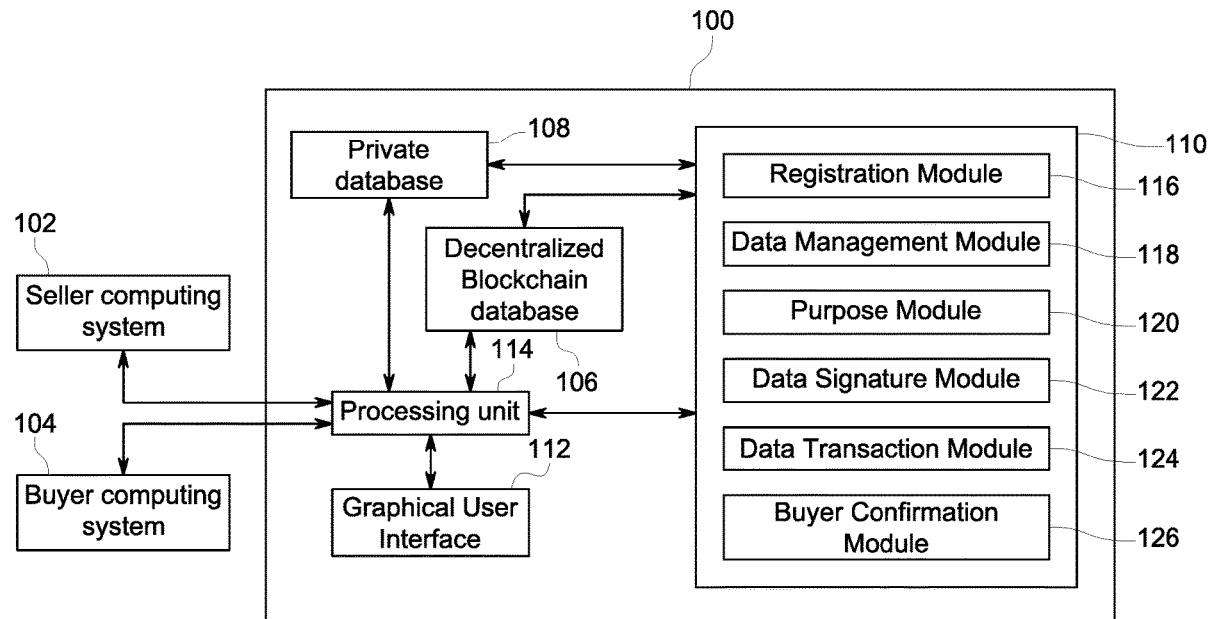 100
108
Private
database
110
Registration Module
116
102
Decentralized
Blockchain
database
Data Management Module
118
Seller computing
system
Purpose Module
120
114
106
Data Signature Module
122
Processing unit
104
112
Data Transaction Module
124
Buyer computing
system
Graphical User
Interface
Buyer Confirmation
Module
126